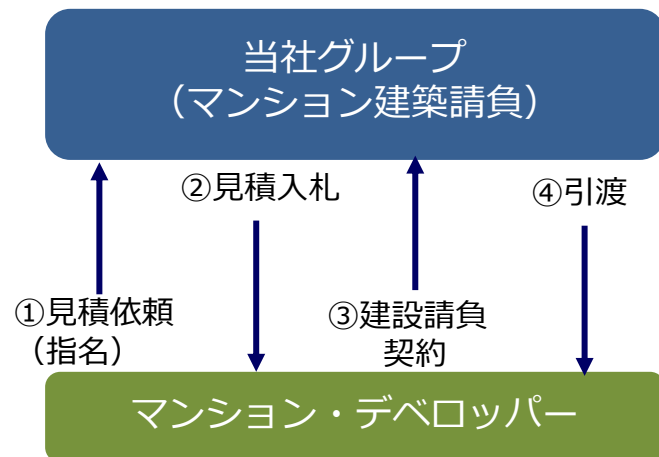 当社グループ
（マンション建築請負）
②見積入札
④引渡
①見積依頼
（指名）
③建設請負
契約
マンション・デベロッパー